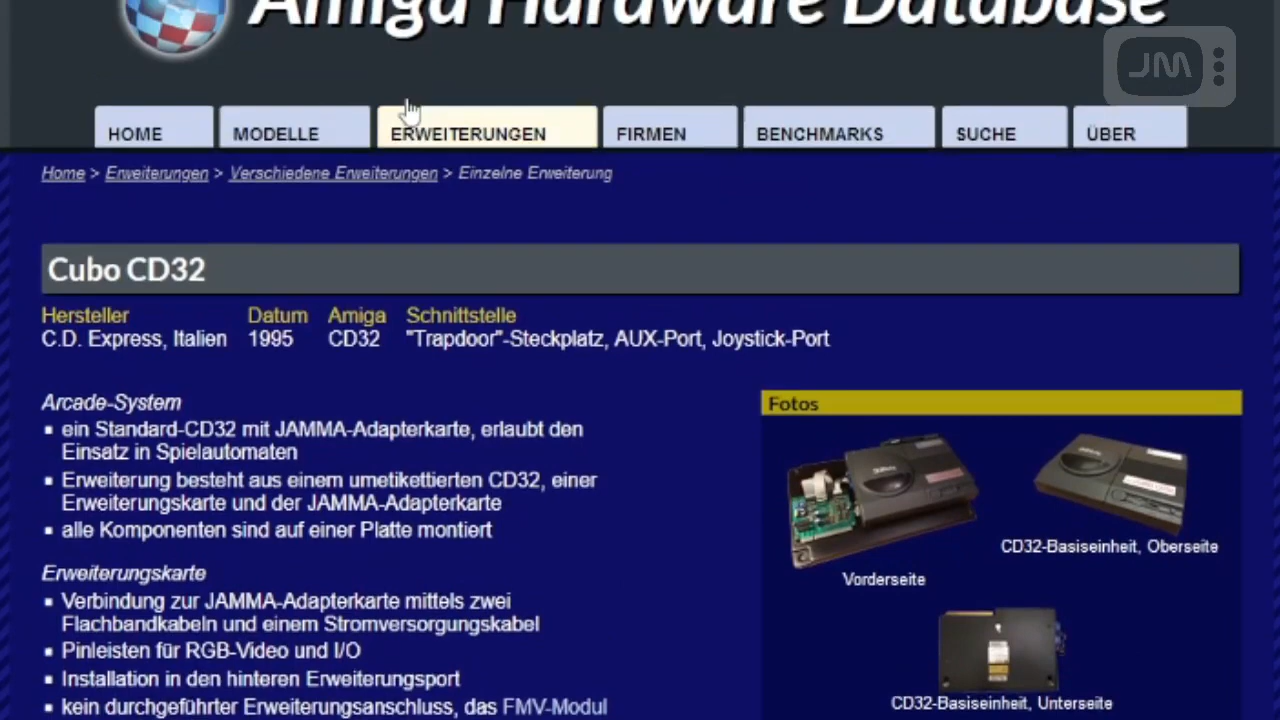 Amiga Hardware Database
JM
HOME MODELLE ERWEITERUNGEN FIRMEN BENCHMARKS SUCHE ÜBER
Home > Erweiterungen > Verschiedene Erweiterungen > Einzelne Erweiterung
Cubo CD32
Hersteller Datum Amiga Schnittstelle
C.D. Express, Italien 1995 CD32 "Trapdoor"-Steckplatz, AUX-Port, Joystick-Port
Arcade-System
▪ ein Standard-CD32 mit JAMMA-Adapterkarte, erlaubt den
Einsatz in Spielautomaten
▪ Erweiterung besteht aus einem umetikettierten CD32, einer
Erweiterungskarte und der JAMMA-Adapterkarte
▪ alle Komponenten sind auf einer Platte montiert
Erweiterungskarte
▪ Verbindung zur JAMMA-Adapterkarte mittels zwei
Flachbandkabeln und einem Stromversorgungskabel
▪ Pinleisten für RGB-Video und I/O
▪ Installation in den hinteren Erweiterungsport
▪ kein durchgeführter Erweiterungsanschluss, das FMV-Modul
Fotos
Vorderseite
CD32-Basiseinheit, Oberseite
CD32-Basiseinheit, Unterseite